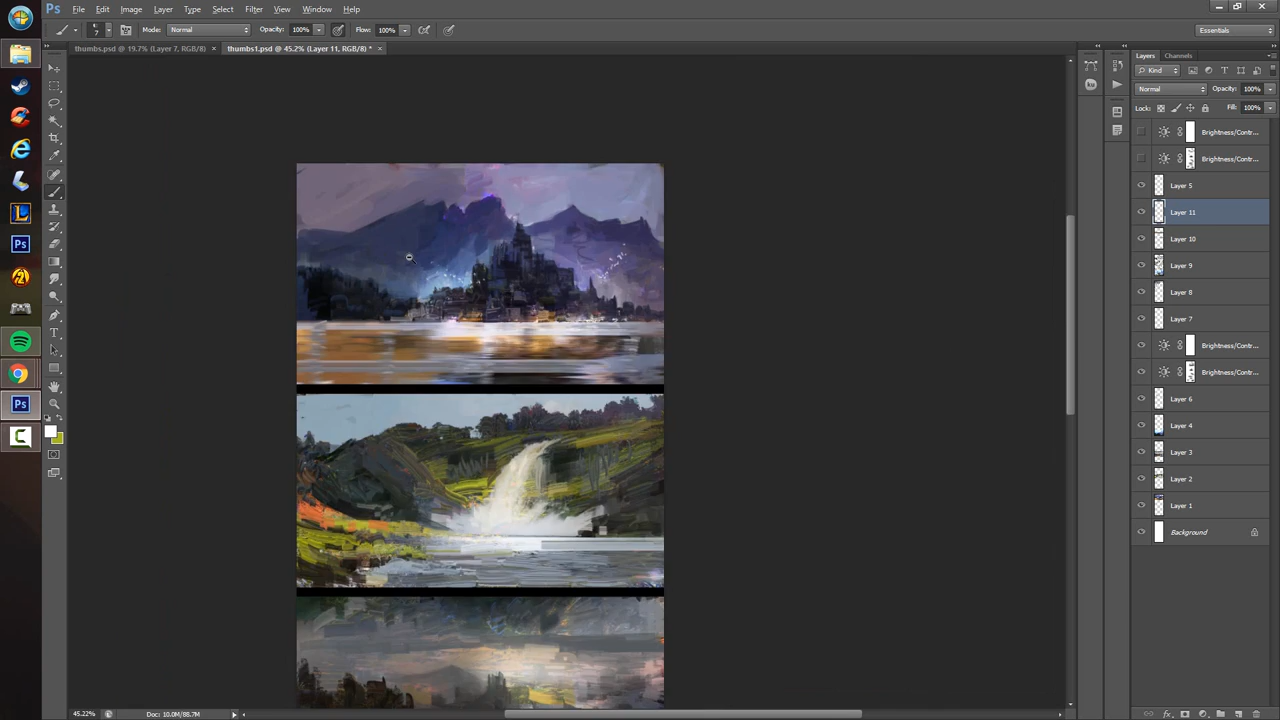 Ps File Edit Image Layer Type Select Filter View Window Help
7 Mode: Normal Opacity: 100% Flow: 100% Essentials
thumbs.psd @ 19.7% (Layer 7, RGB/8) × thumbs1.psd @ 45.2% (Layer 11, RGB/8) * ×
Layers Channels
Kind
Normal Opacity: 100%
Lock: Fill: 100%
Brightness/Contr...
Brightness/Contr...
Layer 5
Layer 11
Layer 10
Layer 9
Layer 8
Layer 7
Brightness/Contr...
Brightness/Contr...
Layer 6
Layer 4
Layer 3
Layer 2
Layer 1
Background
Ps
Ps
45.22% Doc: 10.0M/88.7M